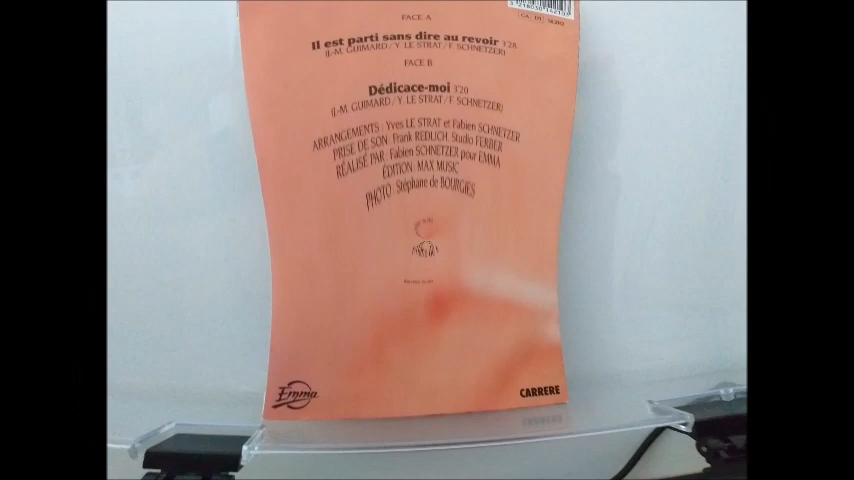 FACE A
Il est parti sans dire au revoir 3'28
(J.-M. GUIMARD / Y. LE STRAT / F. SCHNETZER)
FACE B
Dédicace-moi 3'20
(J.-M. GUIMARD / Y. LE STRAT / F. SCHNETZER)
ARRANGEMENTS : Yves LE STRAT et Fabien SCHNETZER
PRISE DE SON : Frank REDLICH, Studio FERBER
RÉALISÉ PAR : Fabien SCHNETZER pour EMMA
ÉDITION : MAX MUSIC
PHOTO : Stéphane de BOURGIES
Emma
CARRERE